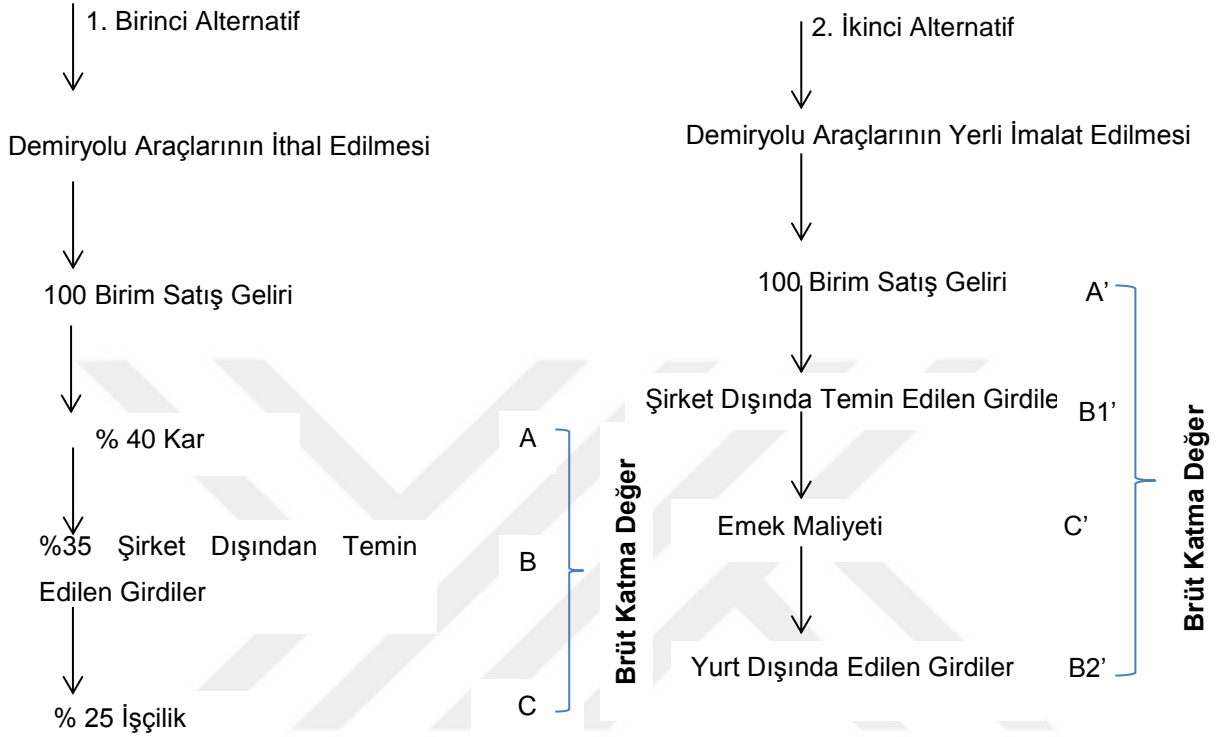 1. Birinci Alternatif
Demiryolu Araçlarının İthal Edilmesi
100 Birim Satış Geliri
% 40 Kar
A
%35 Şirket Dışından Temin
Edilen Girdiler
B
% 25 İşçilik
C
Brüt Katma Değer
2. İkinci Alternatif
Demiryolu Araçlarının Yerli İmalat Edilmesi
100 Birim Satış Geliri
A’
Şirket Dışında Temin Edilen Girdile
B1’
Emek Maliyeti
C’
Yurt Dışında Edilen Girdiler
B2’
Brüt Katma Değer